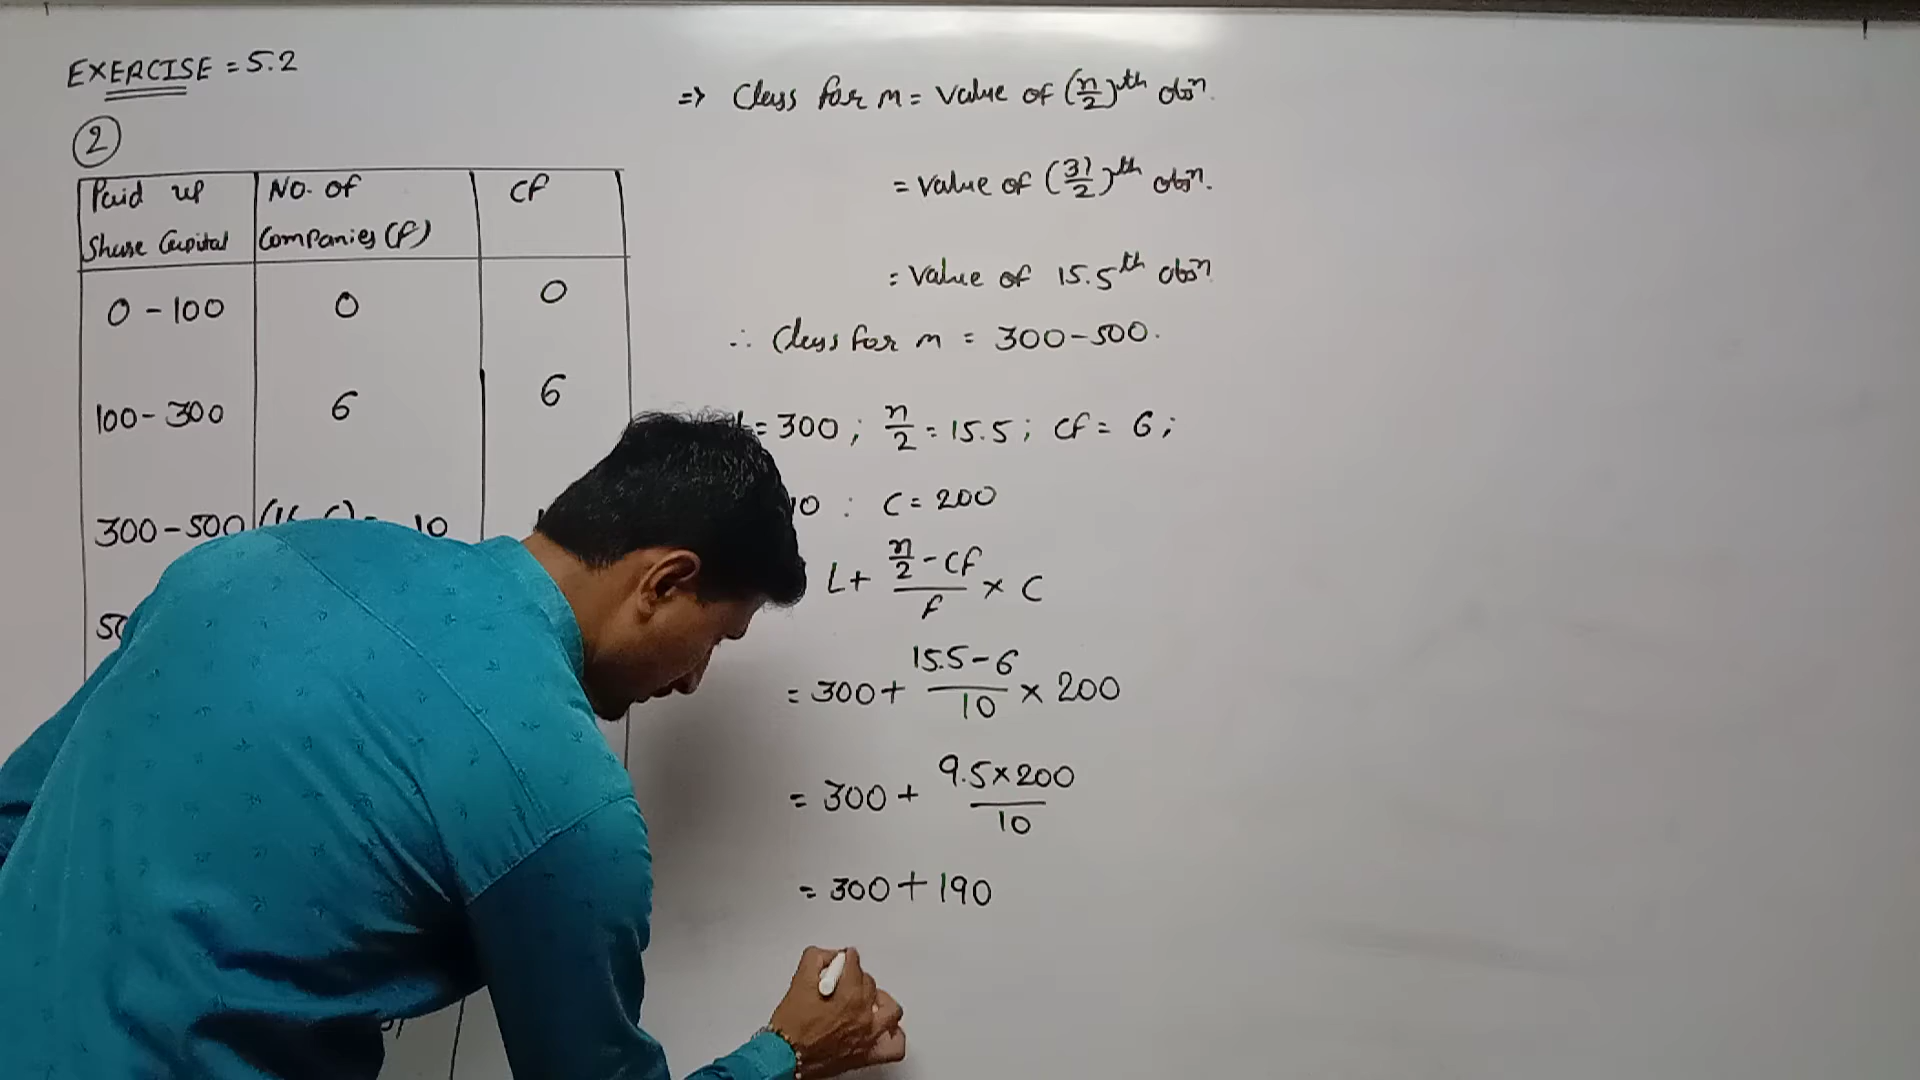 EXERCISE = 5.2
2
Paid up Share Capital
No. of Companies (f)
cf
0 - 100 0 0
100 - 300 6 6
300 - 500 10
=> Class for M = Value of (n/2)th obsn.
= Value of (31/2)th obsn.
= Value of 15.5th obsn
∴ Class for M = 300 - 500.
L = 300 ; n/2 = 15.5 ; cf = 6 ;
10 : C = 200
L + (n/2 - cf)/f × C
= 300 + (15.5 - 6)/10 × 200
= 300 + (9.5 × 200)/10
= 300 + 190